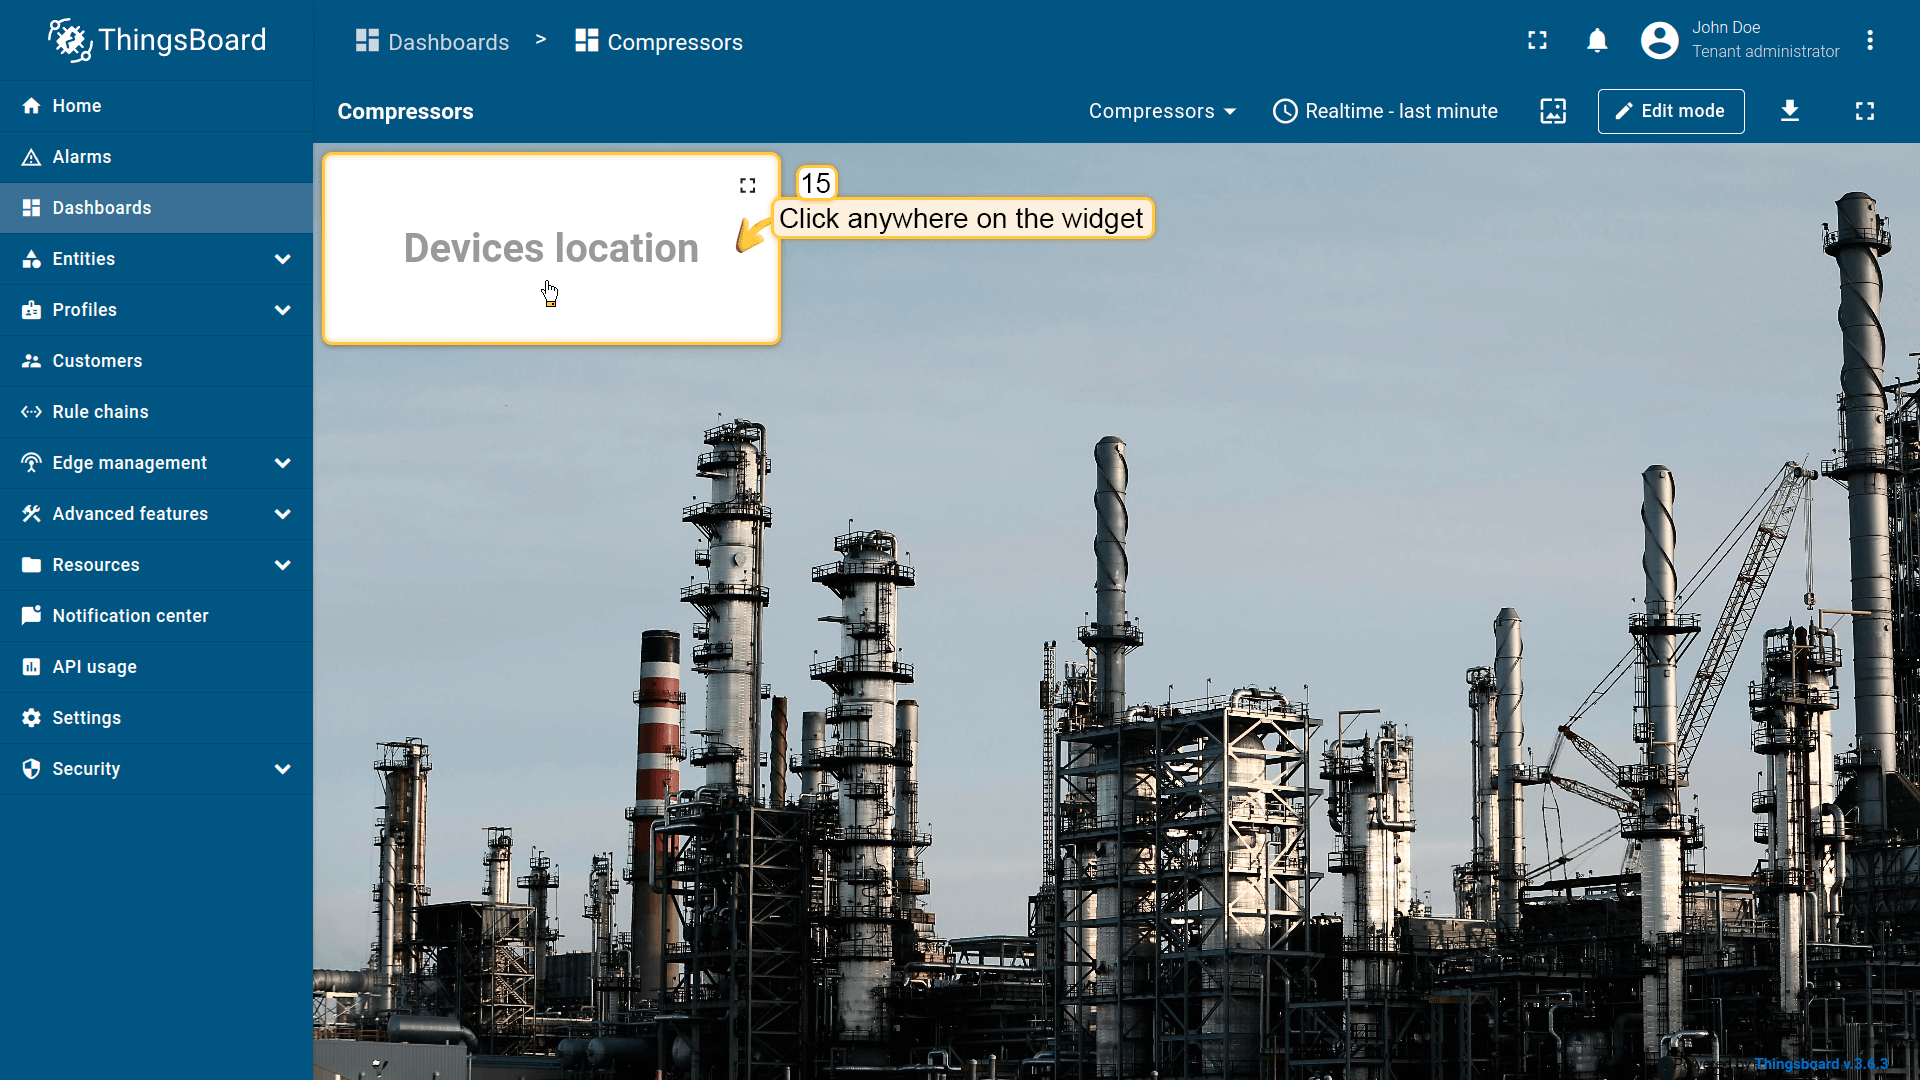 ThingsBoard
Dashboards > Compressors
John Doe
Tenant administrator
Compressors
Compressors
Realtime - last minute
Edit mode
Home
Alarms
Dashboards
Entities
Profiles
Customers
Rule chains
Edge management
Advanced features
Resources
Notification center
API usage
Settings
Security
15
Click anywhere on the widget
Devices location
by Thingsboard v.3.6.3